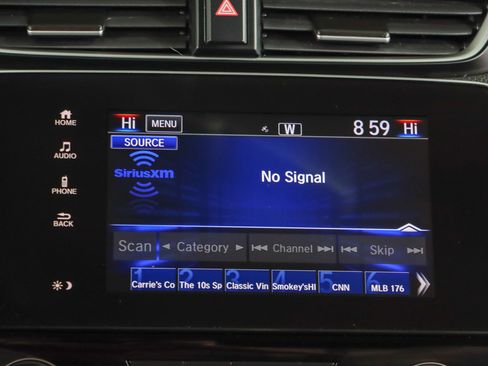 HOME
AUDIO
PHONE
BACK
Hi MENU W 8 59 Hi
SOURCE
SiriusXM
No Signal
Scan Category Channel Skip
1 2 3 4 5 6
Carrie's Co The 10s Sp Classic Vin Smokey'sHI CNN MLB 176